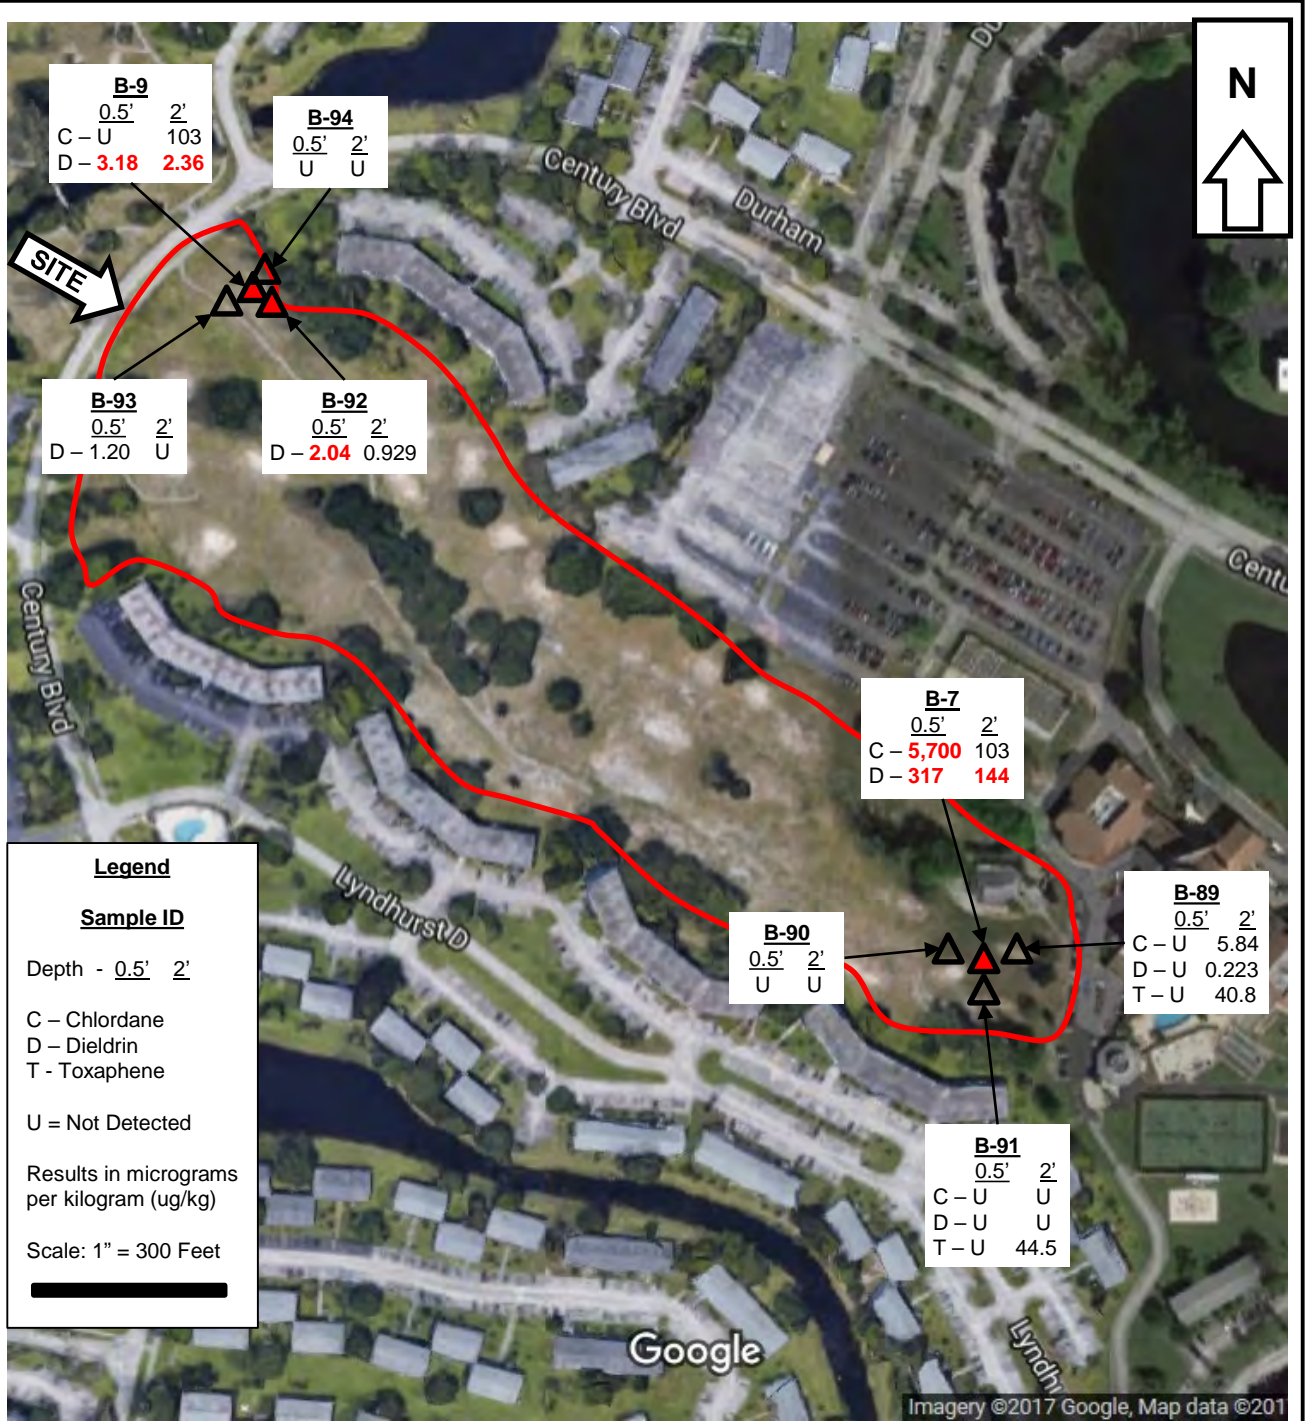 N
B-9
0.5' 2'
C – U 103
D – 3.18 2.36
B-94
0.5' 2'
U U
Du
Century Blvd
Durham
SITE
B-93
0.5' 2'
D – 1.20 U
B-92
0.5' 2'
D – 2.04 0.929
Centu
Century Blvd
B-7
0.5' 2'
C – 5,700 103
D – 317 144
Legend
Sample ID
Depth - 0.5' 2'
C – Chlordane
D – Dieldrin
T - Toxaphene
U = Not Detected
Results in micrograms
per kilogram (ug/kg)
Scale: 1” = 300 Feet
Lyndhurst D
B-90
0.5' 2'
U U
B-89
0.5' 2'
C – U 5.84
D – U 0.223
T – U 40.8
B-91
0.5' 2'
C – U U
D – U U
T – U 44.5
Lyndh
Google
Imagery ©2017 Google, Map data ©201